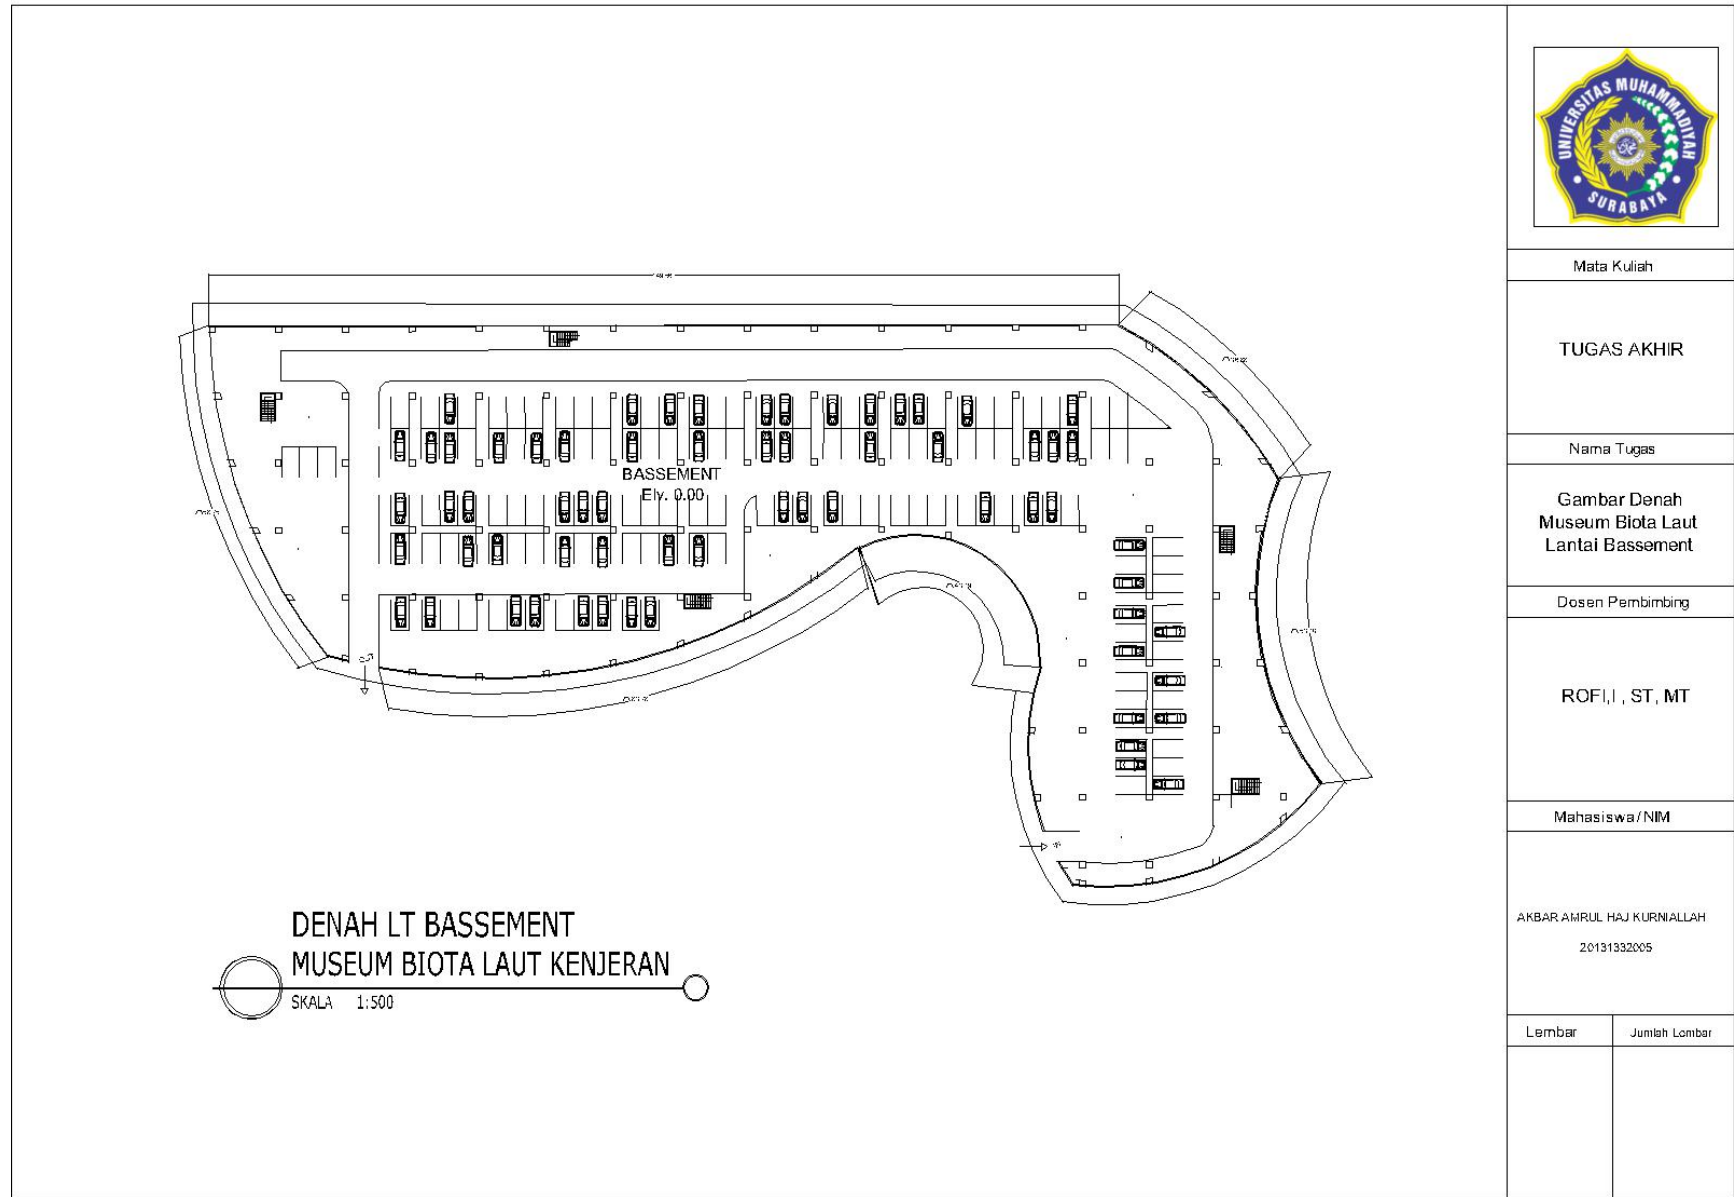 UNIVERSITAS MUHAMMADIYAH
SURABAYA
Mata Kuliah
TUGAS AKHIR
Nama Tugas
Gambar Denah
Museum Biota Laut
Lantai Bassement
Dosen Pembimbing
ROFI,I , ST, MT
Mahasiswa/NIM
AKBAR AMRUL HAJ KURNIALLAH
20131332005
Lembar
Jumlah Lembar
BASSEMENT
Elv. 0.00
DENAH LT BASSEMENT
MUSEUM BIOTA LAUT KENJERAN
SKALA 1:500